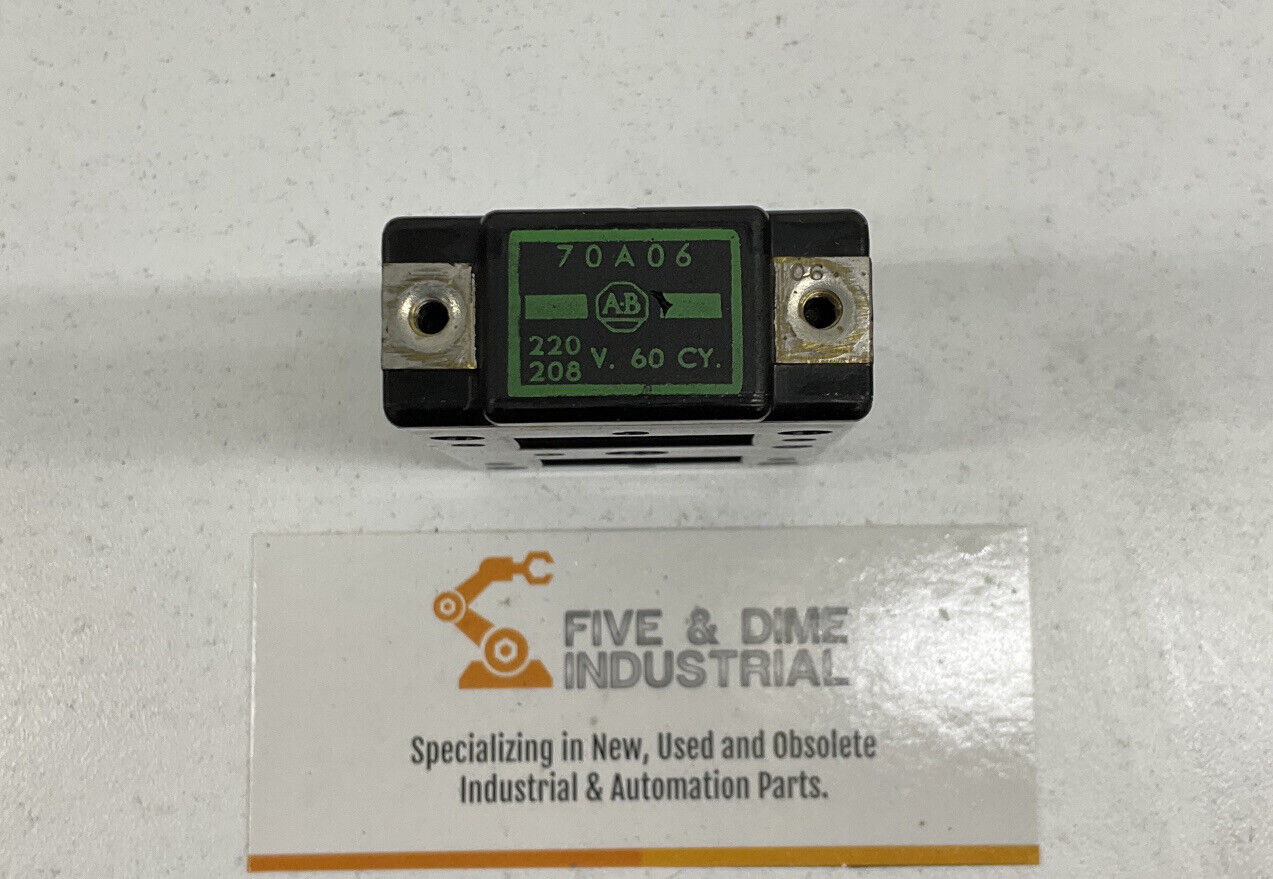 70A06
A-B
220
208 V. 60 CY.
06
FIVE & DIME
INDUSTRIAL
Specializing in New, Used and Obsolete
Industrial & Automation Parts.